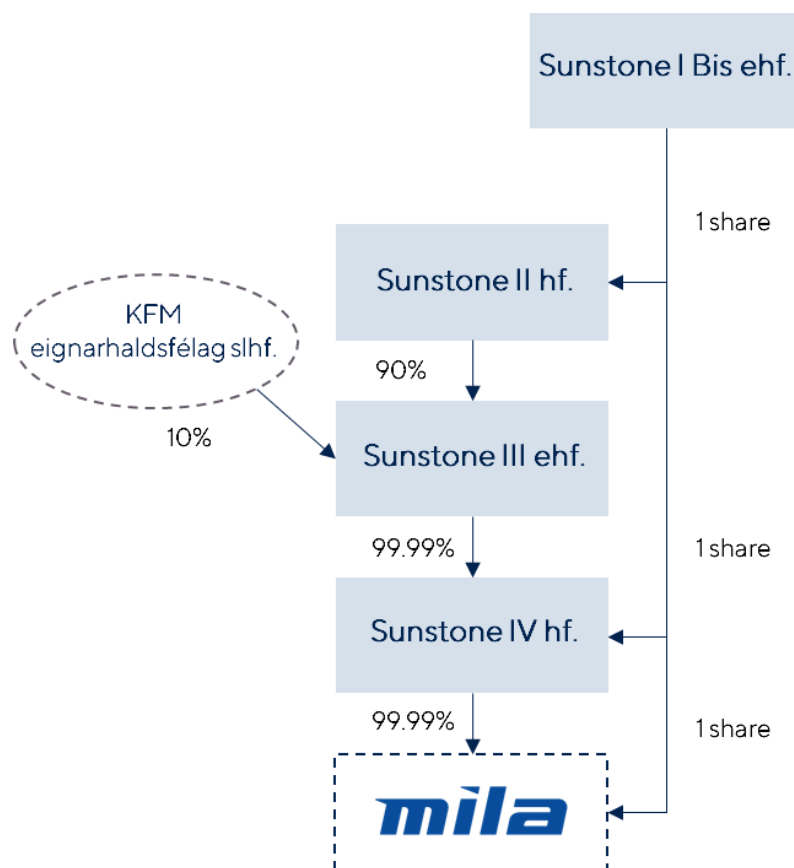 Sunstone I Bis ehf.
1 share
Sunstone II hf.
KFM
eignarhaldsfélag slhf.
90%
10%
Sunstone III ehf.
99.99%
1 share
Sunstone IV hf.
99.99%
1 share
mila